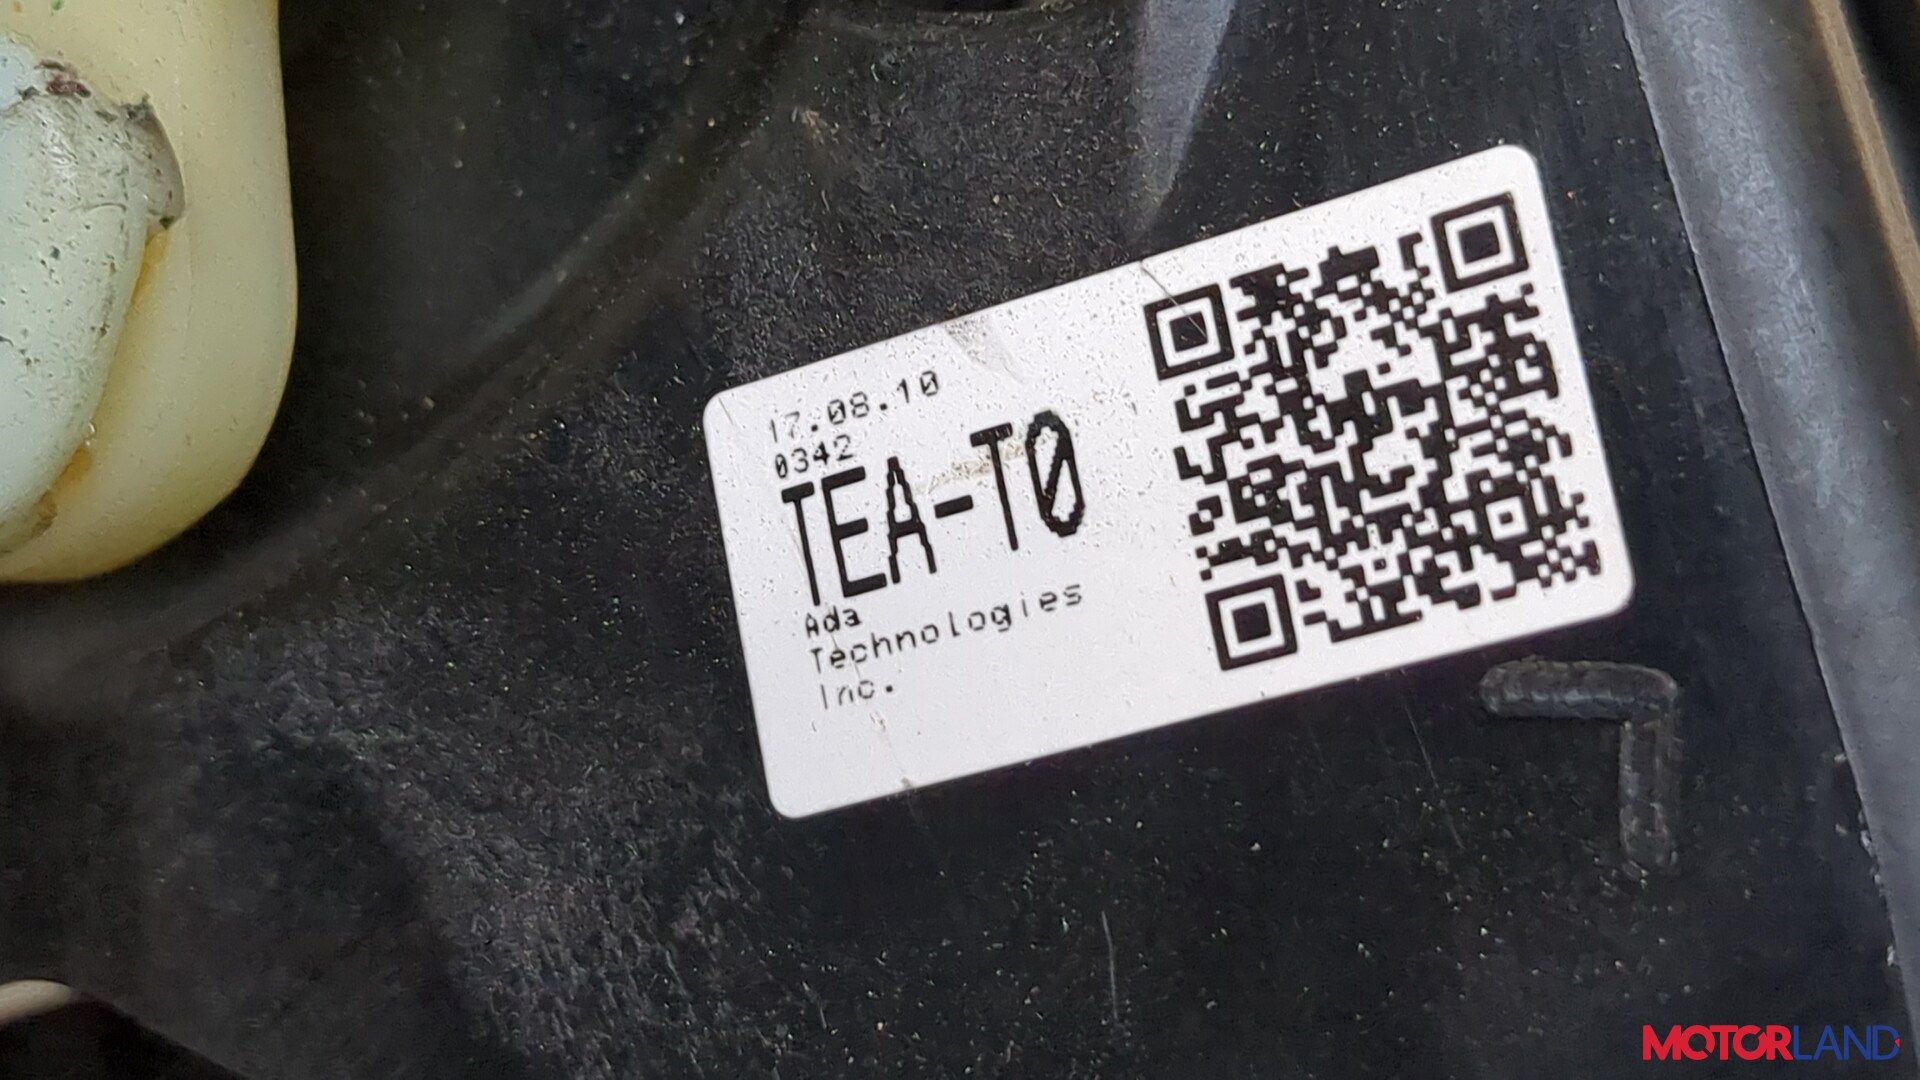 17.08.10
0342
TEA-T0
Ada
Technologies
Inc.
MOTORLAND